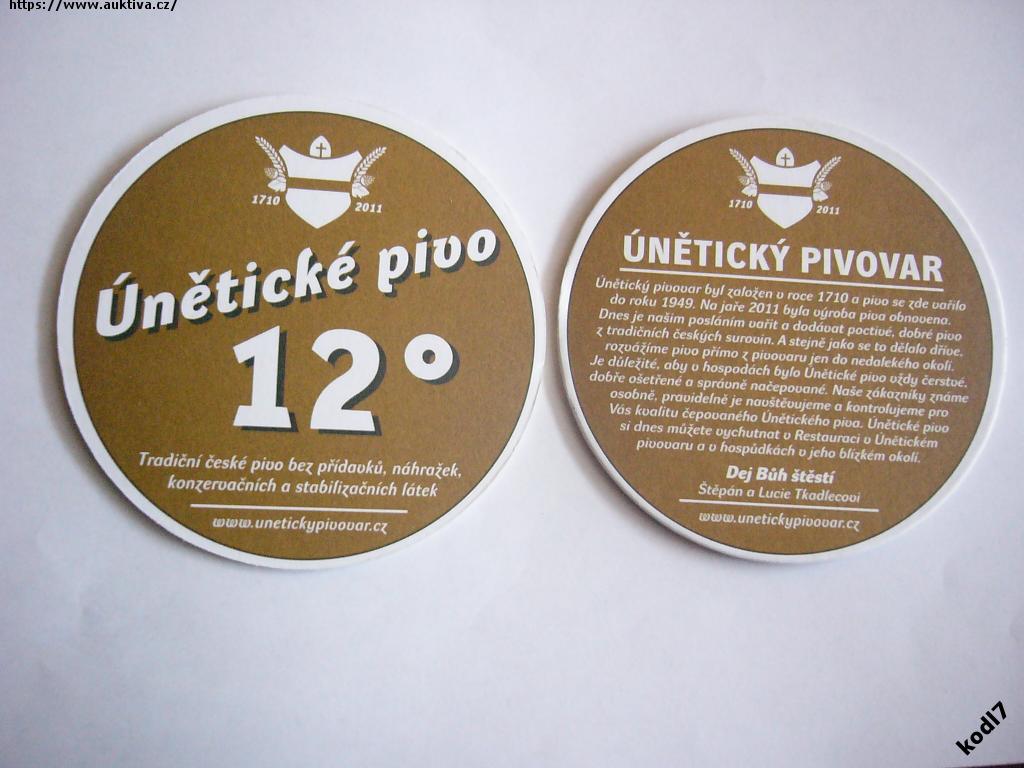 https://www.auktiva.cz/
1710 2011
Únětické pivo
12°
Tradiční české pivo bez přídavků, náhražek,
konzervačních a stabilizačních látek
www.unetickypivovar.cz
1710 2011
ÚNĚTICKÝ PIVOVAR
Únětický pivovar byl založen v roce 1710 a pivo se zde vařilo
do roku 1949. Na jaře 2011 byla výroba piva obnovena.
Dnes je našim posláním vařit a dodávat poctivé, dobré pivo
z tradičních českých surovin. A stejně jako se to dělalo dříve,
rozvážíme pivo přímo z pivovaru jen do nedalekého okolí.
Je důležité, aby v hospodách bylo Únětické pivo vždy čerstvé,
dobře ošetřené a správně načepované. Naše zákazníky známe
osobně, pravidelně je navštěvujeme a kontrolujeme pro
Vás kvalitu čepovaného Únětického piva. Únětické pivo
si dnes můžete vychutnat v Restauraci v Únětickém
pivovaru a v hospůdkách v jeho blízkém okolí.
Dej Bůh štěstí
Štěpán a Lucie Tkadlecovi
www.unetickypivovar.cz
kodl7